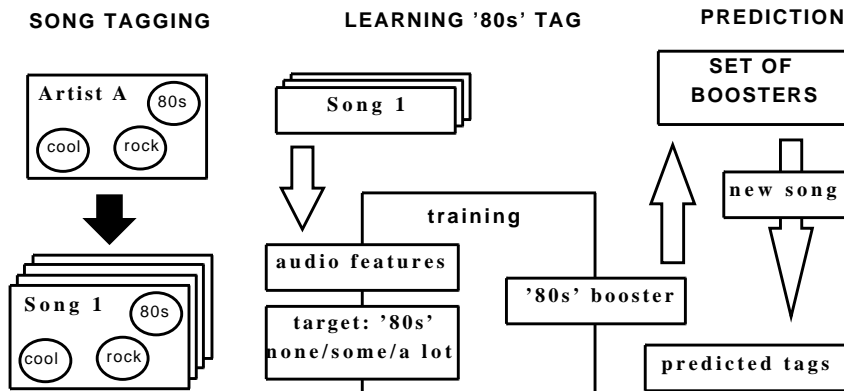 SONG TAGGING
Artist A
80s
cool
rock
Song 1
80s
cool
rock
LEARNING ’80s’ TAG
Song 1
training
audio features
target: ’80s’
none/some/a lot
’80s’ booster
PREDICTION
SET OF
BOOSTERS
new song
predicted tags